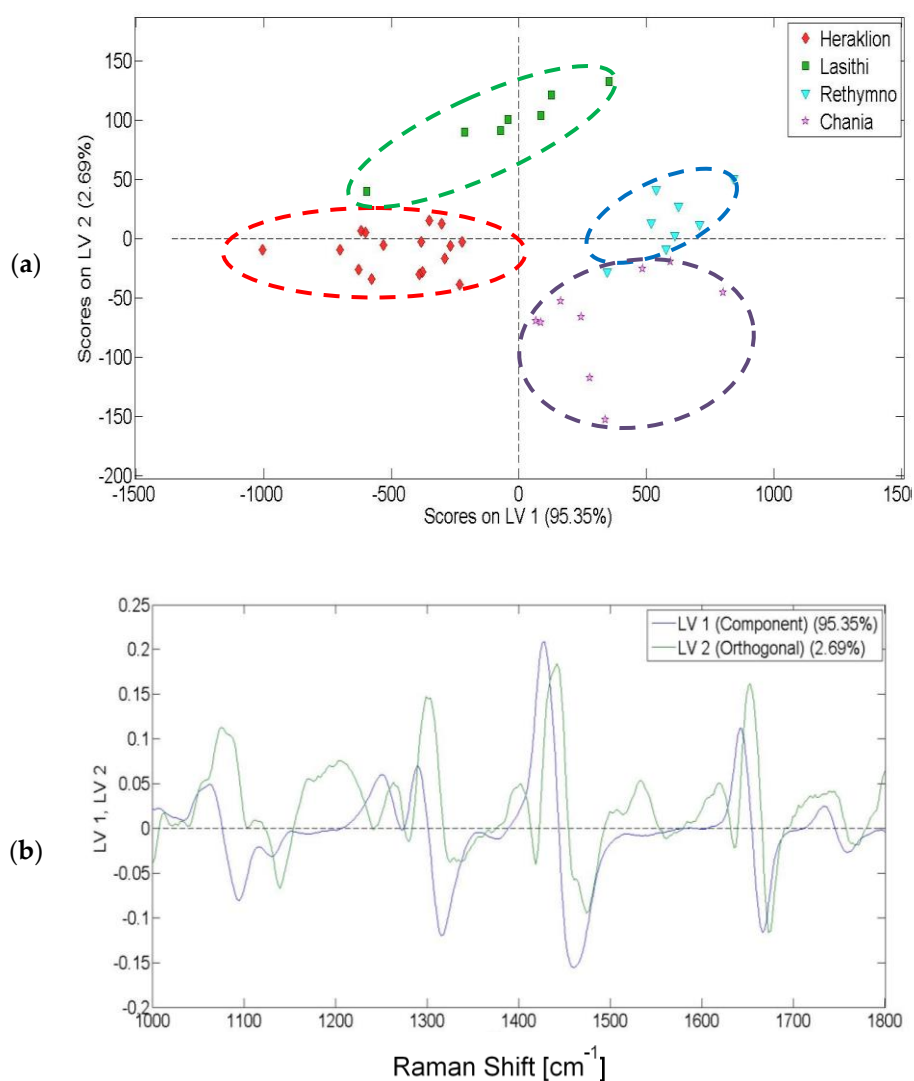 (a)
Scores on LV 2 (2.69%)
150
100
50
0
-50
-100
-150
-200
-1500
-1000
-500
0
500
1000
Scores on LV 1 (95.35%)
Heraklion
Lasithi
Rethymno
Chania
(b)
LV 1, LV 2
0.25
0.2
0.15
0.1
0.05
0
-0.05
-0.1
-0.15
-0.2
1000
1100
1200
1300
1400
1500
1600
1700
1800
Raman Shift [cm⁻¹]
LV 1 (Component) (95.35%)
LV 2 (Orthogonal) (2.69%)